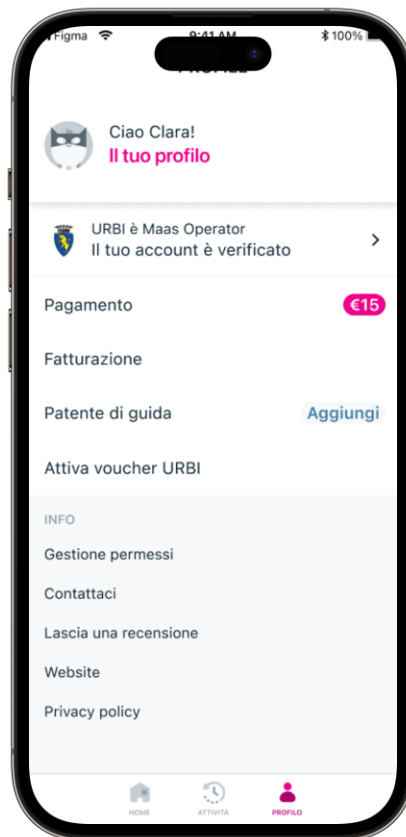 Figma
9:41 AM
100%
PROFILE
Ciao Clara!
Il tuo profilo
URBI è Maas Operator
Il tuo account è verificato
Pagamento
€15
Fatturazione
Patente di guida
Aggiungi
Attiva voucher URBI
INFO
Gestione permessi
Contattaci
Lascia una recensione
Website
Privacy policy
HOME
ATTIVITÀ
PROFILO